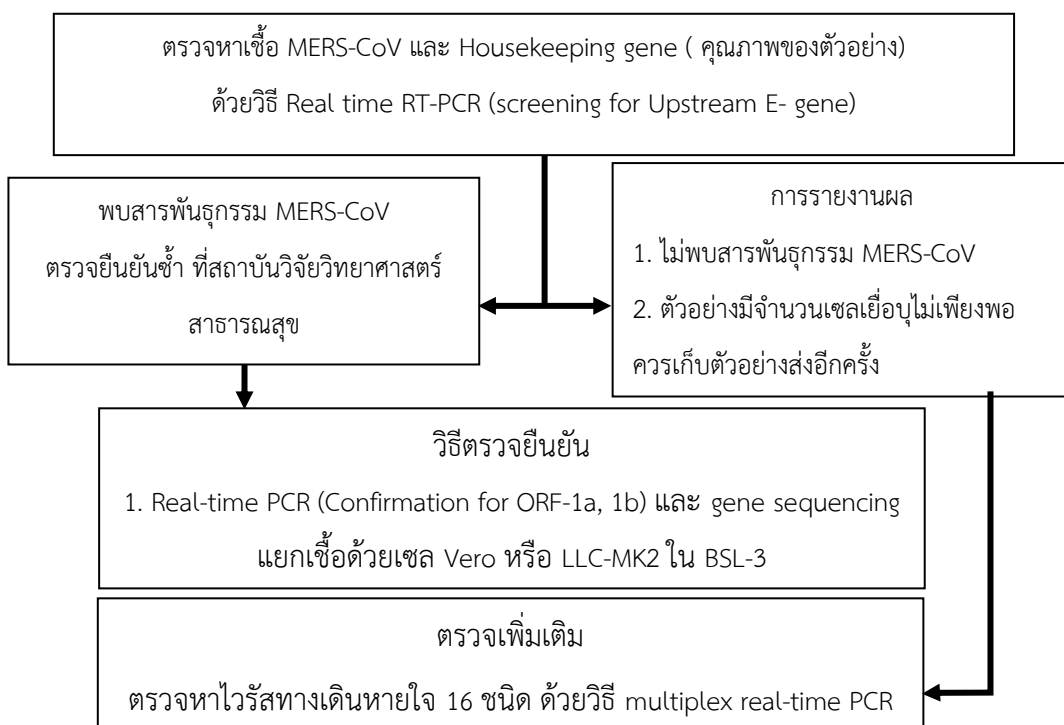 ตรวจหาเชื้อ MERS-CoV และ Housekeeping gene ( คุณภาพของตัวอย่าง)
ด้วยวิธี Real time RT-PCR (screening for Upstream E- gene)
พบสารพันธุกรรม MERS-CoV
ตรวจยืนยันซ้ำ ที่สถาบันวิจัยวิทยาศาสตร์
สาธารณสุข
การรายงานผล
1. ไม่พบสารพันธุกรรม MERS-CoV
2. ตัวอย่างมีจำนวนเซลเยื่อบุไม่เพียงพอ
ควรเก็บตัวอย่างส่งอีกครั้ง
วิธีตรวจยืนยัน
1. Real-time PCR (Confirmation for ORF-1a, 1b) และ gene sequencing
แยกเชื้อด้วยเซล Vero หรือ LLC-MK2 ใน BSL-3
ตรวจเพิ่มเติม
ตรวจหาไวรัสทางเดินหายใจ 16 ชนิด ด้วยวิธี multiplex real-time PCR